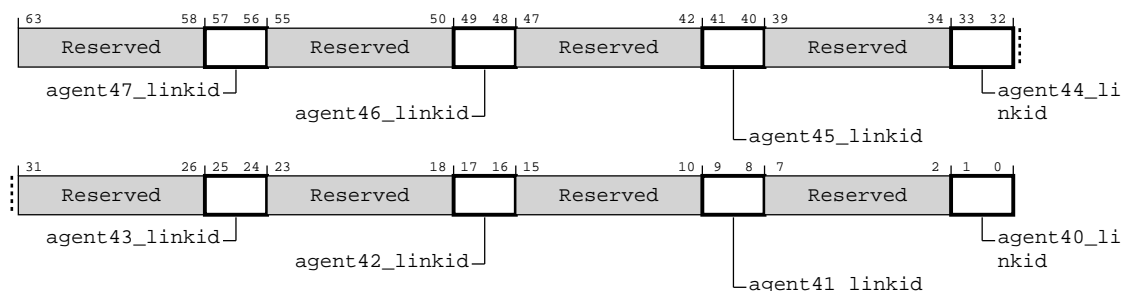 63 58 57 56 55 50 49 48 47 42 41 40 39 34 33 32
Reserved Reserved Reserved Reserved
agent47_linkid
agent46_linkid
agent45_linkid
agent44_li
nkid
31 26 25 24 23 18 17 16 15 10 9 8 7 2 1 0
Reserved Reserved Reserved Reserved
agent43_linkid
agent42_linkid
agent41_linkid
agent40_li
nkid